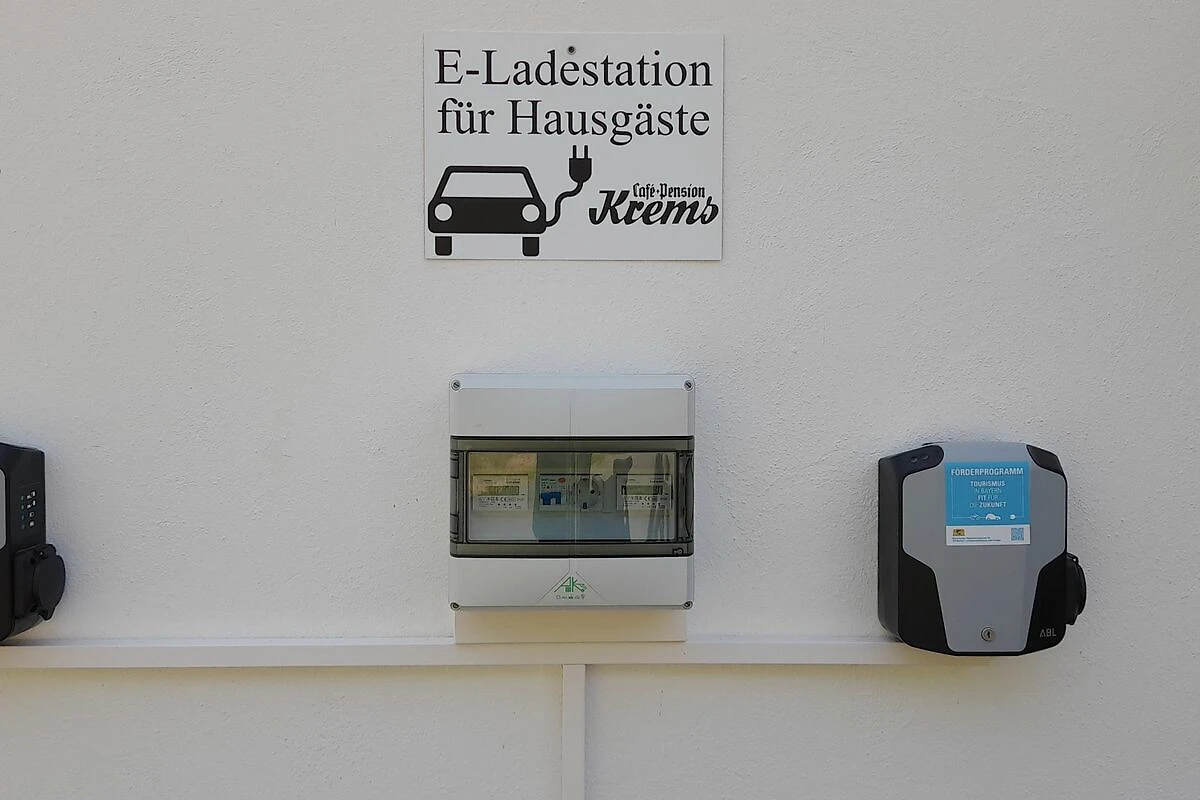 E-Ladestation
für Hausgäste
Café-Pension
Krems
FÖRDERPROGRAMM
TOURISMUS
IN BAYERN
FIT FÜR
DIE ZUKUNFT
ABL